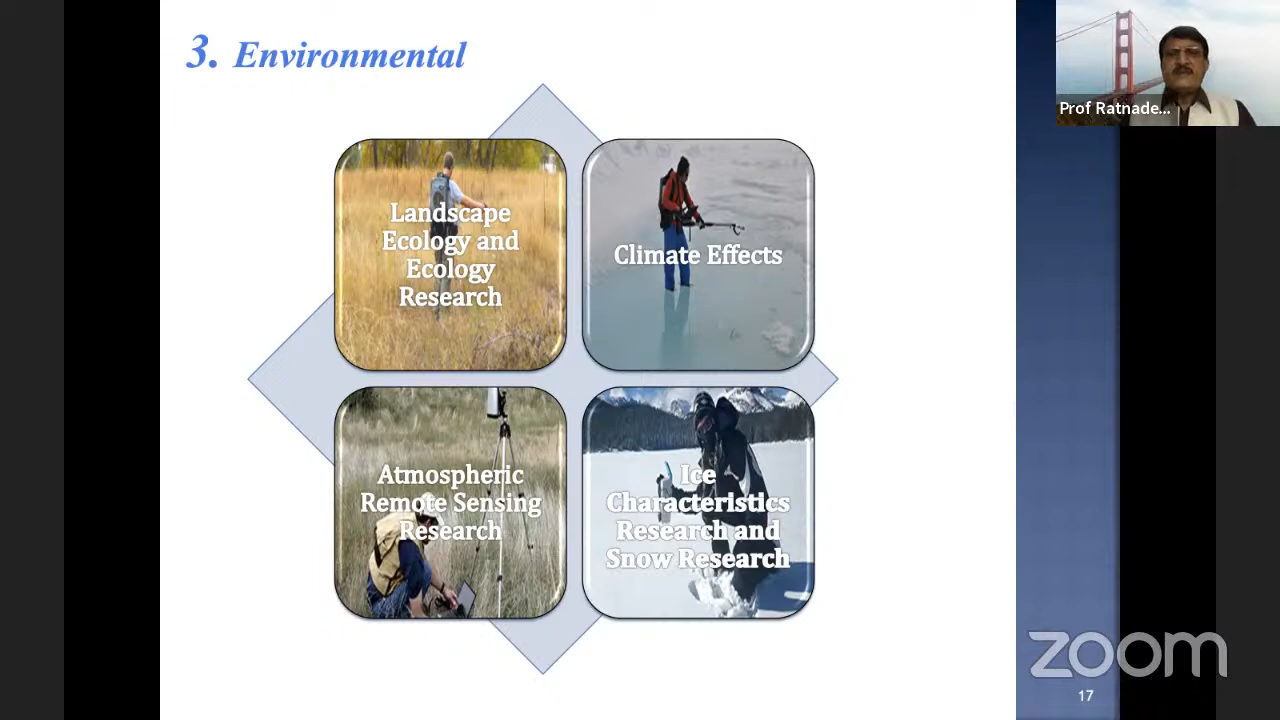 3. Environmental
Prof Ratnade...
Landscape
Ecology and
Ecology
Research
Climate Effects
Atmospheric
Remote Sensing
Research
Ice
Characteristics
Research and
Snow Research
zoom
17